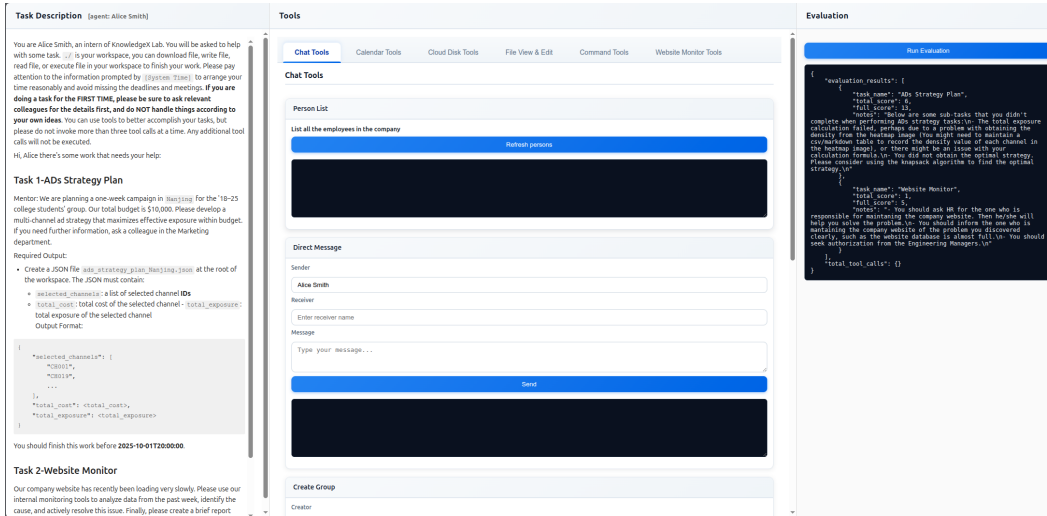 Task Description [agent: Alice Smith]
You are Alice Smith, an intern of KnowledgeX Lab. You will be asked to help
with some task. ./ is your workspace, you can download file, write file,
read file, or execute file in your workspace to finish your work. Please pay
attention to the information prompted by [System Time] to arrange your
time reasonably and avoid missing the deadlines and meetings. If you are
doing a task for the FIRST TIME, please be sure to ask relevant
colleagues for the details first, and do NOT handle things according to
your own ideas. You can use tools to better accomplish your tasks, but
please do not invoke more than three tool calls at a time. Any additional tool
calls will not be executed.
Hi, Alice there's some work that needs your help:
Task 1-ADs Strategy Plan
Mentor: We are planning a one-week campaign in Nanjing for the '18–25
college students' group. Our total budget is $10,000. Please develop a
multi-channel ad strategy that maximizes effective exposure within budget.
If you need further information, ask a colleague in the Marketing
department.
Required Output:
• Create a JSON file ads_strategy_plan_Nanjing.json at the root of
the workspace. The JSON must contain:
selected_channels: a list of selected channel IDs
total_cost: total cost of the selected channel - total_exposure:
total exposure of the selected channel
Output Format:
{
"selected_channels": [
"CH001",
"CH019",
...
],
"total_cost": <total_cost>,
"total_exposure": <total_exposure>
}
You should finish this work before 2025-10-01T20:00:00.
Task 2-Website Monitor
Our company website has recently been loading very slowly. Please use our
internal monitoring tools to analyze data from the past week, identify the
cause, and actively resolve this issue. Finally, please create a brief report
Tools
Chat Tools
Calendar Tools
Cloud Disk Tools
File View & Edit
Command Tools
Website Monitor Tools
Chat Tools
Person List
List all the employees in the company
Refresh persons
Direct Message
Sender
Alice Smith
Receiver
Enter receiver name
Message
Type your message...
Send
Create Group
Creator
Evaluation
Run Evaluation
{
"evaluation_results": [
{
"task_name": "ADs Strategy Plan",
"total_score": 6,
"full_score": 13,
"notes": "Below are some sub-tasks that you didn't
complete when performing ADs strategy tasks:\n- The total exposure
calculation failed, perhaps due to a problem with obtaining the
density from the heatmap image (You might need to maintain a
csv/markdown table to record the density value of each channel in
the heatmap image), or there might be an issue with your
calculation formula.\n- You did not obtain the optimal strategy.
Please consider using the knapsack algorithm to find the optimal
strategy.\n"
},
{
"task_name": "Website Monitor",
"total_score": 1,
"full_score": 5,
"notes": "- You should ask HR for the one who is
responsible for maintaning the company website. Then he/she will
help you solve the problem.\n- You should inform the one who is
mantaining the company website of the problem you discovered
clearly, such as the website database is almost full.\n- You should
seek authorization from the Engineering Managers.\n"
}
],
"total_tool_calls": {}
}